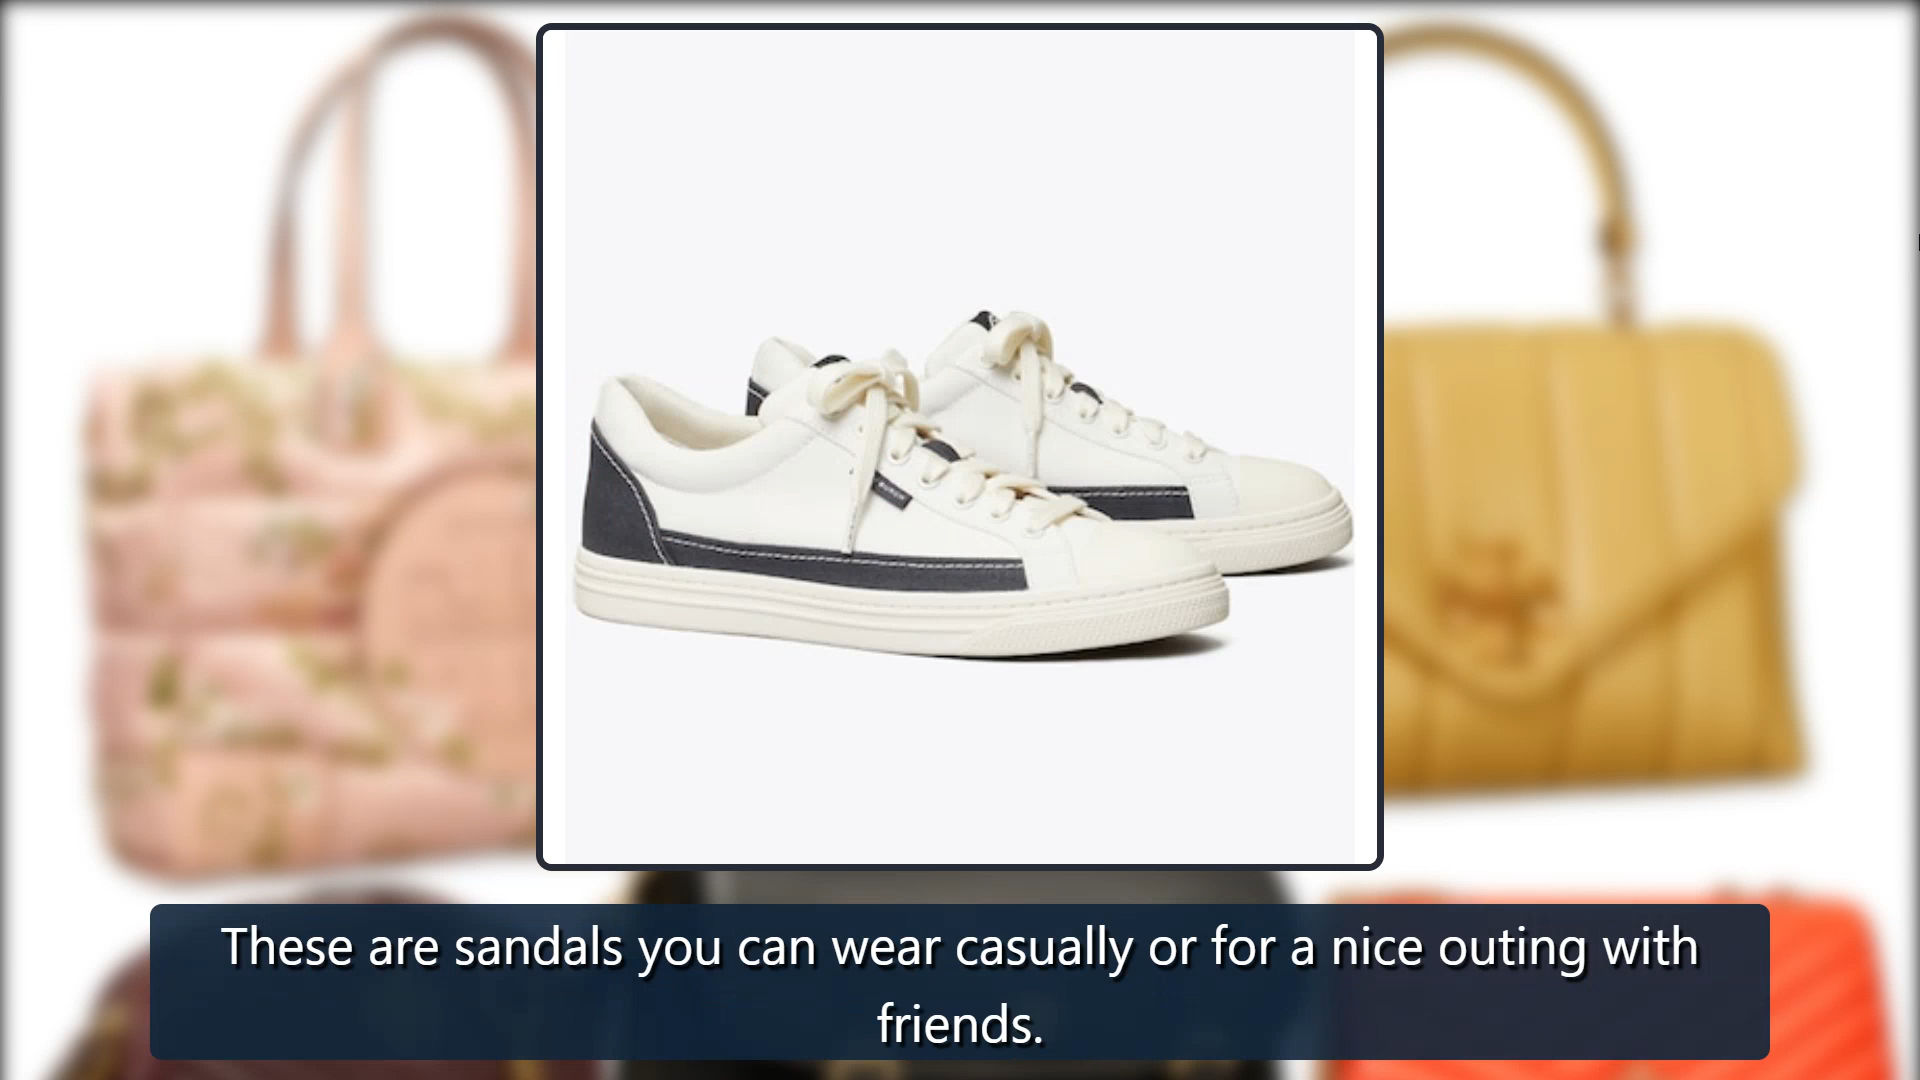 These are sandals you can wear casually or for a nice outing with
friends.